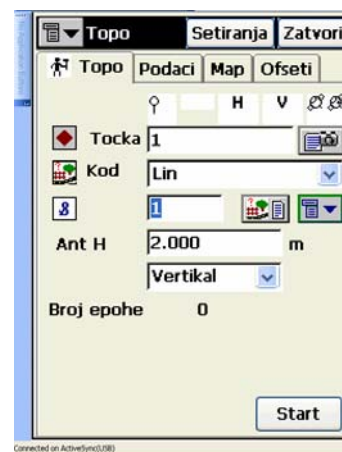 Topo Setiranja Zatvori
Topo Podaci Map Ofseti
H V
Tocka 1
Kod Lin
1
Ant H 2.000 m
Vertikal
Broj epohe 0
Start
Connected on ActiveSync(USB)